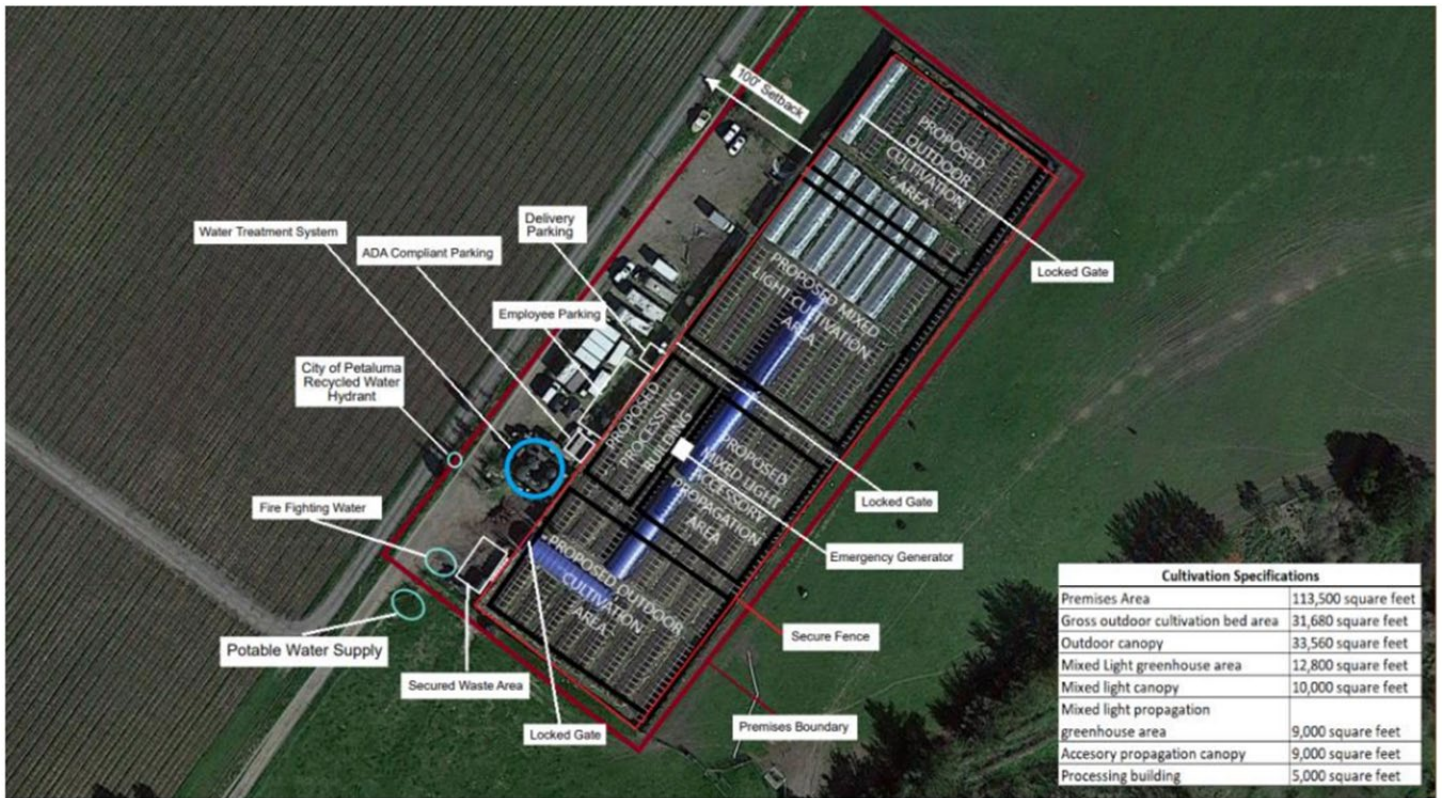 100' Setback
PROPOSED
OUTDOOR
CULTIVATION
AREA
Delivery
Parking
Water Treatment System
ADA Compliant Parking
Locked Gate
PROPOSED MIXED
LIGHT CULTIVATION
AREA
Employee Parking
City of Petaluma
Recycled Water
Hydrant
PROPOSED
PROCESSING
BUILDING
PROPOSED
MIXED LIGHT
ACCESSORY
PROPAGATION
AREA
Locked Gate
Fire Fighting Water
Emergency Generator
PROPOSED OUTDOOR
CULTIVATION
AREA
Secure Fence
Potable Water Supply
Secured Waste Area
Premises Boundary
Locked Gate
Cultivation Specifications
Premises Area 113,500 square feet
Gross outdoor cultivation bed area 31,680 square feet
Outdoor canopy 33,560 square feet
Mixed Light greenhouse area 12,800 square feet
Mixed light canopy 10,000 square feet
Mixed light propagation
greenhouse area 9,000 square feet
Accesory propagation canopy 9,000 square feet
Processing building 5,000 square feet